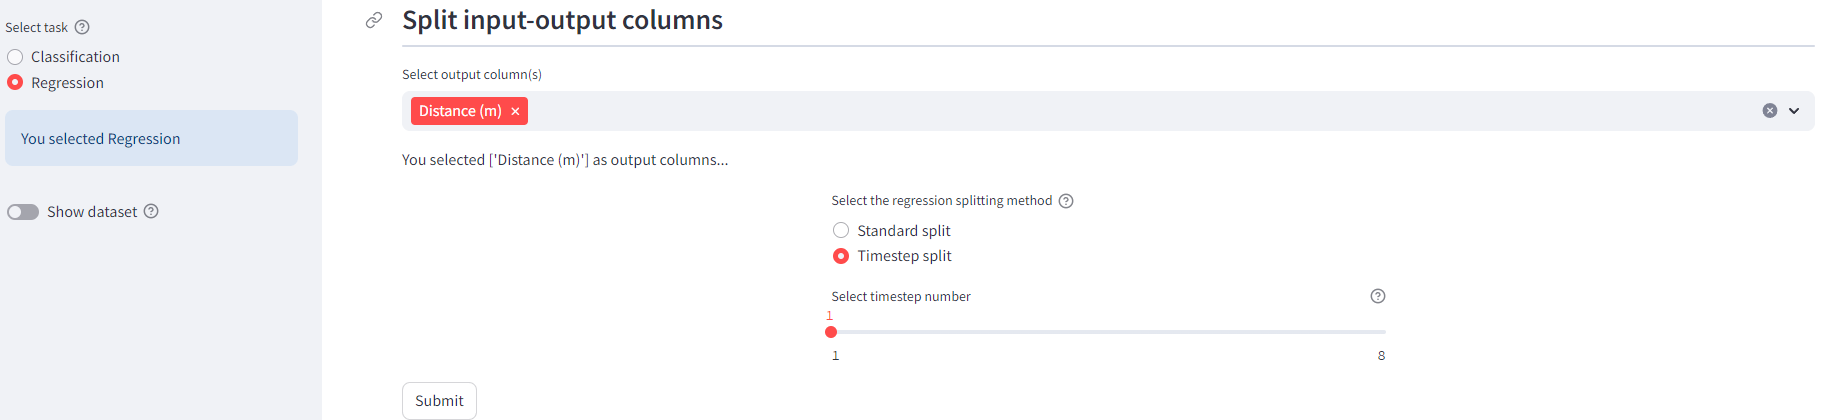 Select task
Classification
Regression
You selected Regression
Show dataset
Split input-output columns
Select output column(s)
Distance (m)
You selected ['Distance (m)'] as output columns...
Select the regression splitting method
Standard split
Timestep split
Select timestep number
1
1 8
Submit